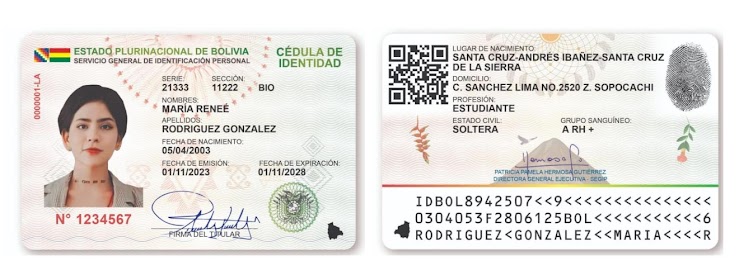 ESTADO PLURINACIONAL DE BOLIVIA
SERVICIO GENERAL DE IDENTIFICACIÓN PERSONAL
CÉDULA DE
IDENTIDAD
0000001-LA
SERIE: SECCIÓN:
21333 11222 BIO
NOMBRES:
MARÍA RENEÉ
APELLIDOS:
RODRIGUEZ GONZALEZ
FECHA DE NACIMIENTO:
05/04/2003
FECHA DE EMISIÓN: FECHA DE EXPIRACIÓN:
01/11/2023 01/11/2028
N° 1234567
FIRMA DEL TITULAR
LUGAR DE NACIMIENTO:
SANTA CRUZ-ANDRÉS IBAÑEZ-SANTA CRUZ
DE LA SIERRA
DOMICILIO:
C. SANCHEZ LIMA NO.2520 Z. SOPOCACHI
PROFESIÓN:
ESTUDIANTE
ESTADO CIVIL: GRUPO SANGUÍNEO:
SOLTERA A RH +
PATRICIA PAMELA HERMOSA GUTIÉRREZ
DIRECTORA GENERAL EJECUTIVA - SEGIP
IDBOL8942507<<9<<<<<<<<<<<<<<<
0304053F2806125BOL<<<<<<<<<<<6
RODRIGUEZ<GONZALEZ<<MARIA<<<<R